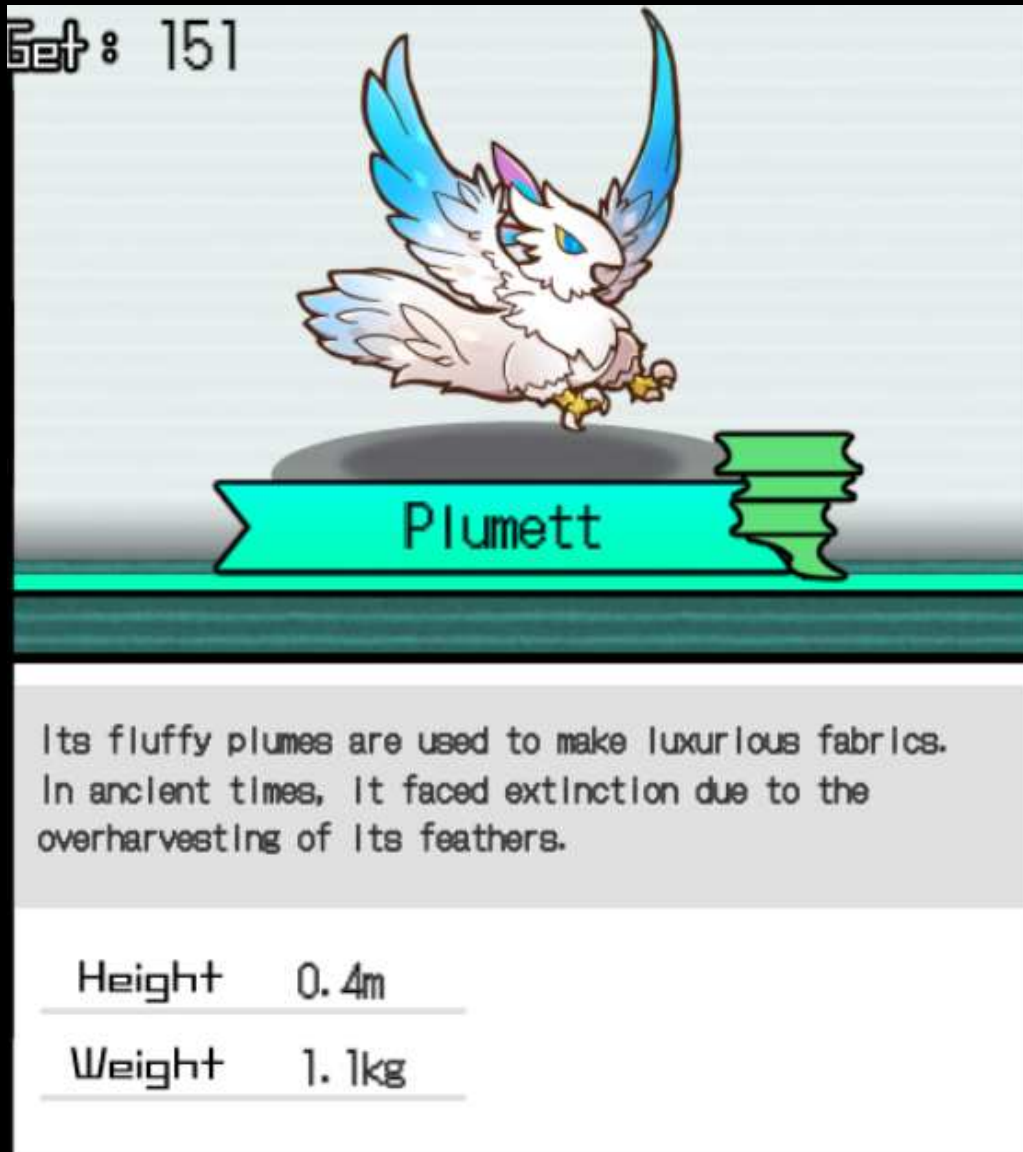 Get: 151
Plumett
Its fluffy plumes are used to make luxurious fabrics.
In ancient times, it faced extinction due to the
overharvesting of its feathers.
Height 0.4m
Weight 1.1kg